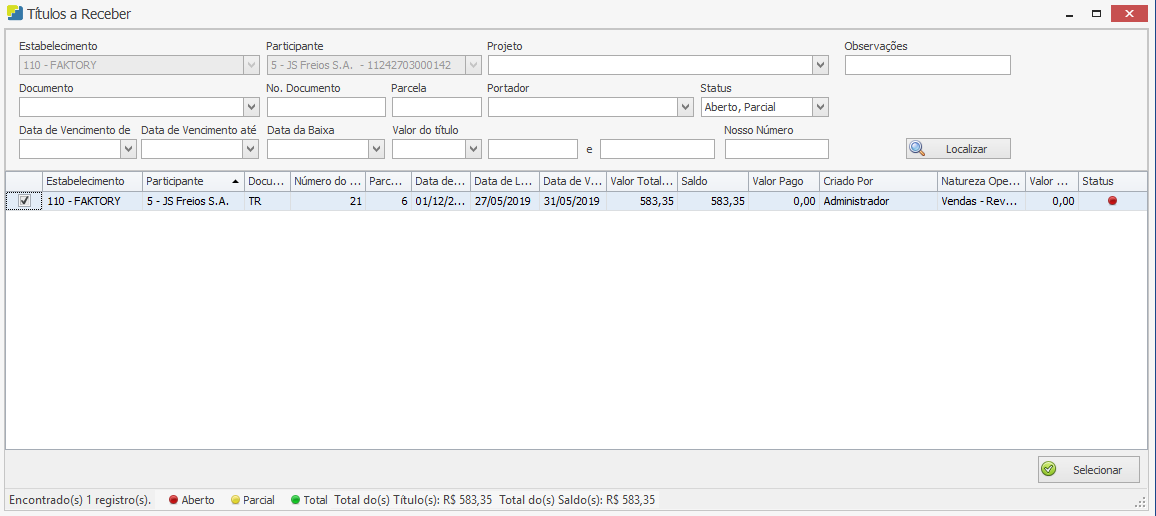 Títulos a Receber
Estabelecimento Participante Projeto Observações
110 - FAKTORY 5 - JS Freios S.A. - 11242703000142
Documento No. Documento Parcela Portador Status
Aberto, Parcial
Data de Vencimento de Data de Vencimento até Data da Baixa Valor do título Nosso Número
e Localizar
Estabelecimento Participante Docu... Número do ... Parc... Data de... Data de L... Data de V... Valor Total... Saldo Valor Pago Criado Por Natureza Ope... Valor ... Status
110 - FAKTORY 5 - JS Freios S.A. TR 21 6 01/12/2... 27/05/2019 31/05/2019 583,35 583,35 0,00 Administrador Vendas - Rev... 0,00
Selecionar
Encontrado(s) 1 registro(s). Aberto Parcial Total Total do(s) Título(s): R$ 583,35 Total do(s) Saldo(s): R$ 583,35